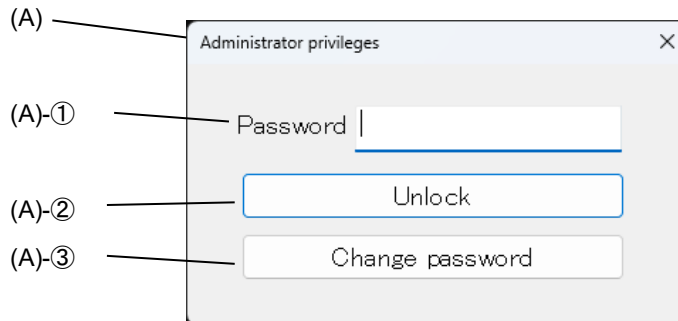 (A)
Administrator privileges
(A)-①
Password
(A)-②
Unlock
(A)-③
Change password